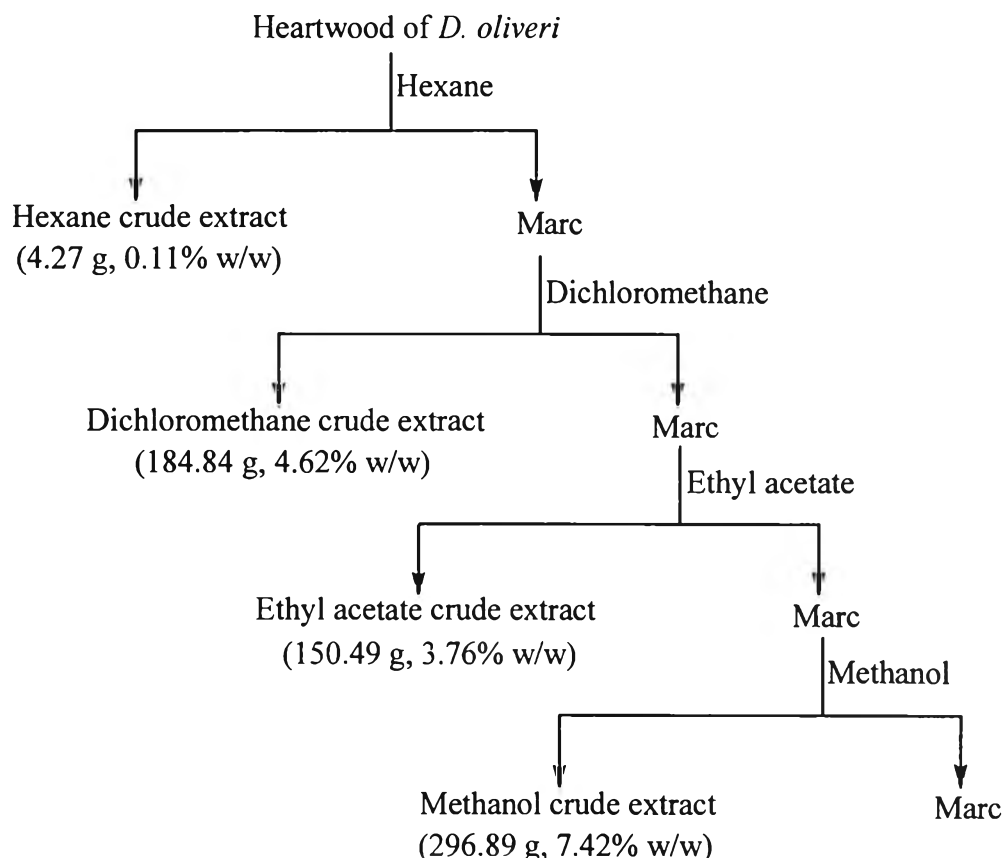 Heartwood of D. oliveri
Hexane
Hexane crude extract
(4.27 g, 0.11% w/w)
Marc
Dichloromethane
Dichloromethane crude extract
(184.84 g, 4.62% w/w)
Marc
Ethyl acetate
Ethyl acetate crude extract
(150.49 g, 3.76% w/w)
Marc
Methanol
Methanol crude extract
(296.89 g, 7.42% w/w)
Marc